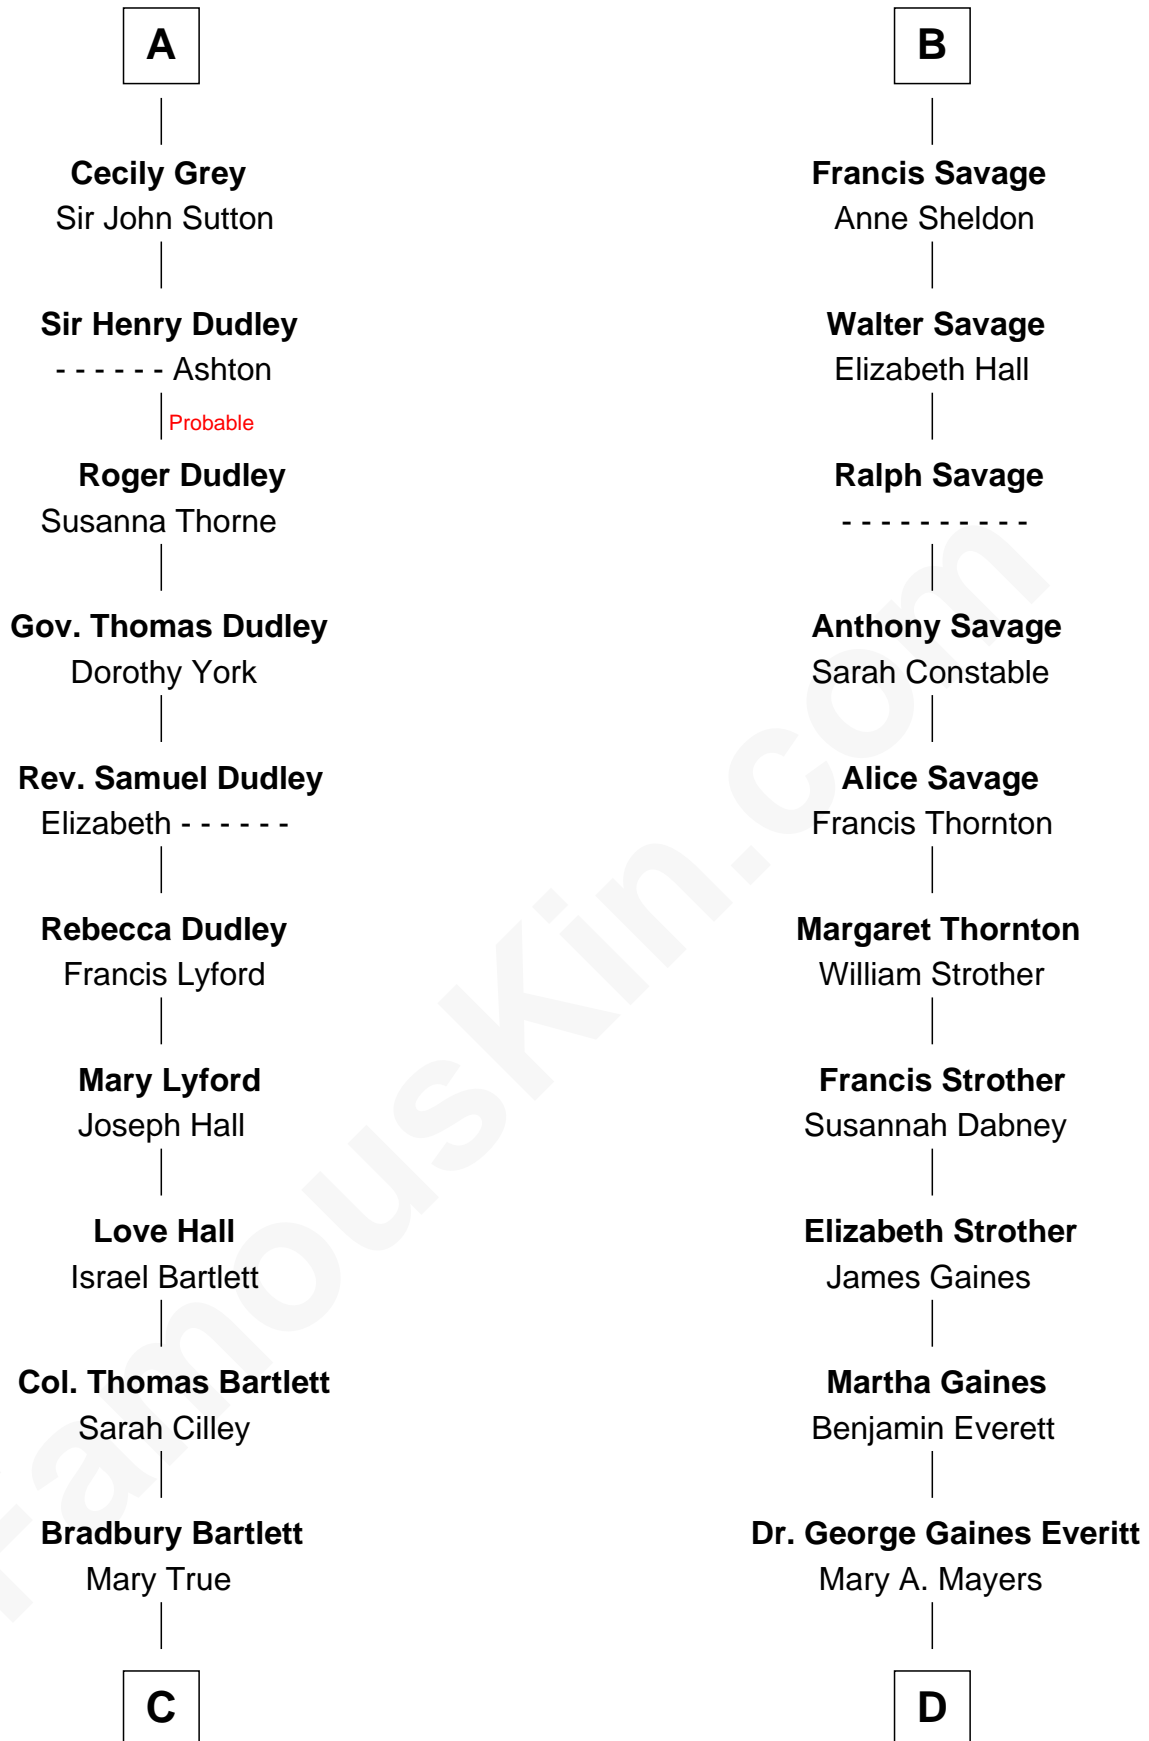 A
Cecily Grey
Sir John Sutton
Sir Henry Dudley
- - - - - - Ashton
Probable
Roger Dudley
Susanna Thorne
Gov. Thomas Dudley
Dorothy York
Rev. Samuel Dudley
Elizabeth - - - - - -
Rebecca Dudley
Francis Lyford
Mary Lyford
Joseph Hall
Love Hall
Israel Bartlett
Col. Thomas Bartlett
Sarah Cilley
Bradbury Bartlett
Mary True
C
B
Francis Savage
Anne Sheldon
Walter Savage
Elizabeth Hall
Ralph Savage
- - - - - - - - - -
Anthony Savage
Sarah Constable
Alice Savage
Francis Thornton
Margaret Thornton
William Strother
Francis Strother
Susannah Dabney
Elizabeth Strother
James Gaines
Martha Gaines
Benjamin Everett
Dr. George Gaines Everitt
Mary A. Mayers
D
FamousKin.com